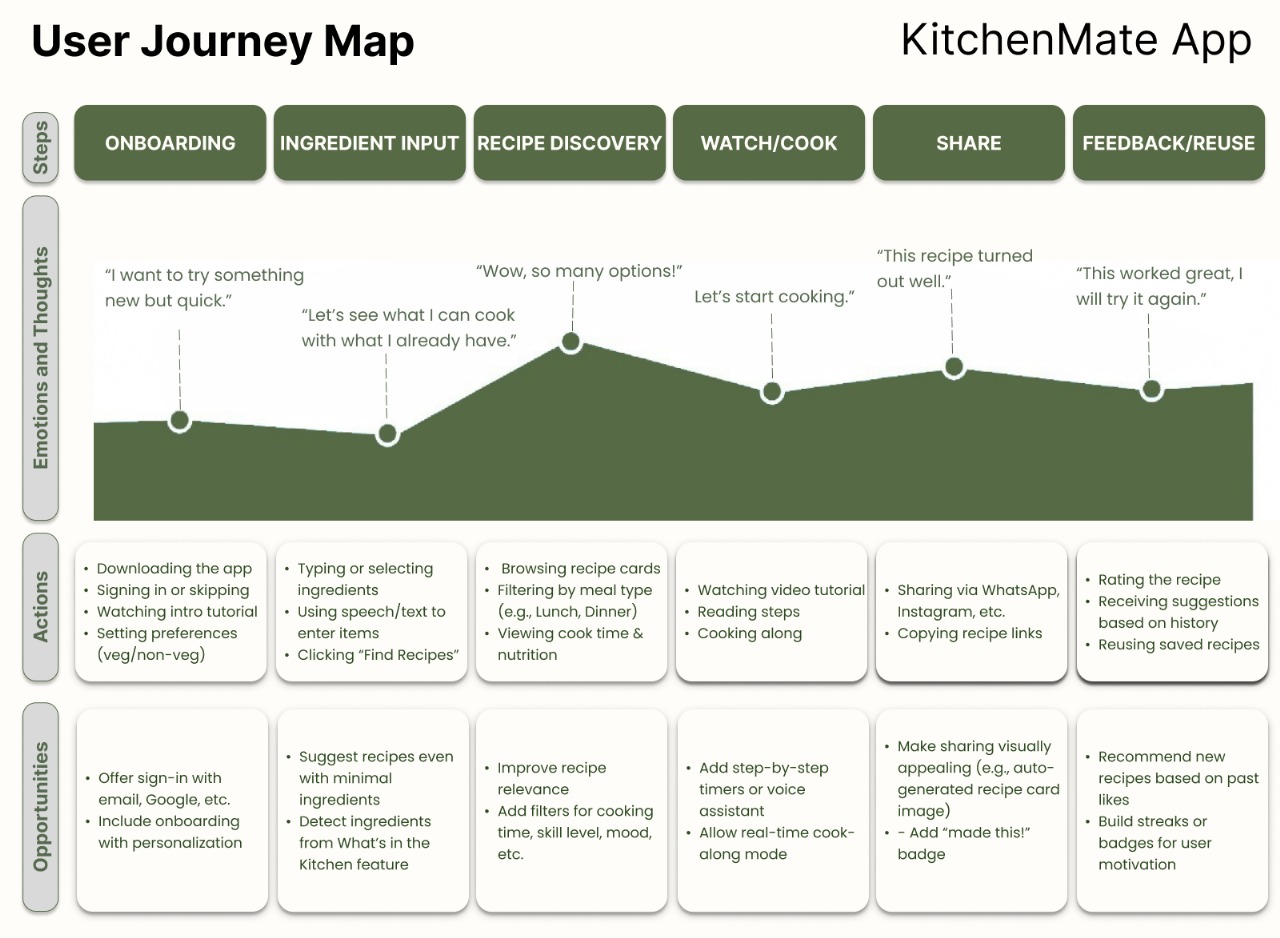 User Journey Map
KitchenMate App
Steps
ONBOARDING
INGREDIENT INPUT
RECIPE DISCOVERY
WATCH/COOK
SHARE
FEEDBACK/REUSE
Emotions and Thoughts
“I want to try something
new but quick.”
“Let’s see what I can cook
with what I already have.”
“Wow, so many options!”
Let’s start cooking.”
“This recipe turned
out well.”
“This worked great, I
will try it again.”
Actions
• Downloading the app
• Signing in or skipping
• Watching intro tutorial
• Setting preferences
(veg/non-veg)
• Typing or selecting
ingredients
• Using speech/text to
enter items
• Clicking “Find Recipes”
• Browsing recipe cards
• Filtering by meal type
(e.g., Lunch, Dinner)
• Viewing cook time &
nutrition
• Watching video tutorial
• Reading steps
• Cooking along
• Sharing via WhatsApp,
Instagram, etc.
• Copying recipe links
• Rating the recipe
• Receiving suggestions
based on history
• Reusing saved recipes
Opportunities
• Offer sign-in with
email, Google, etc.
• Include onboarding
with personalization
• Suggest recipes even
with minimal
ingredients
• Detect ingredients
from What’s in the
Kitchen feature
• Improve recipe
relevance
• Add filters for cooking
time, skill level, mood,
etc.
• Add step-by-step
timers or voice
assistant
• Allow real-time cook-
along mode
• Make sharing visually
appealing (e.g., auto-
generated recipe card
image)
• - Add “made this!”
badge
• Recommend new
recipes based on past
likes
• Build streaks or
badges for user
motivation